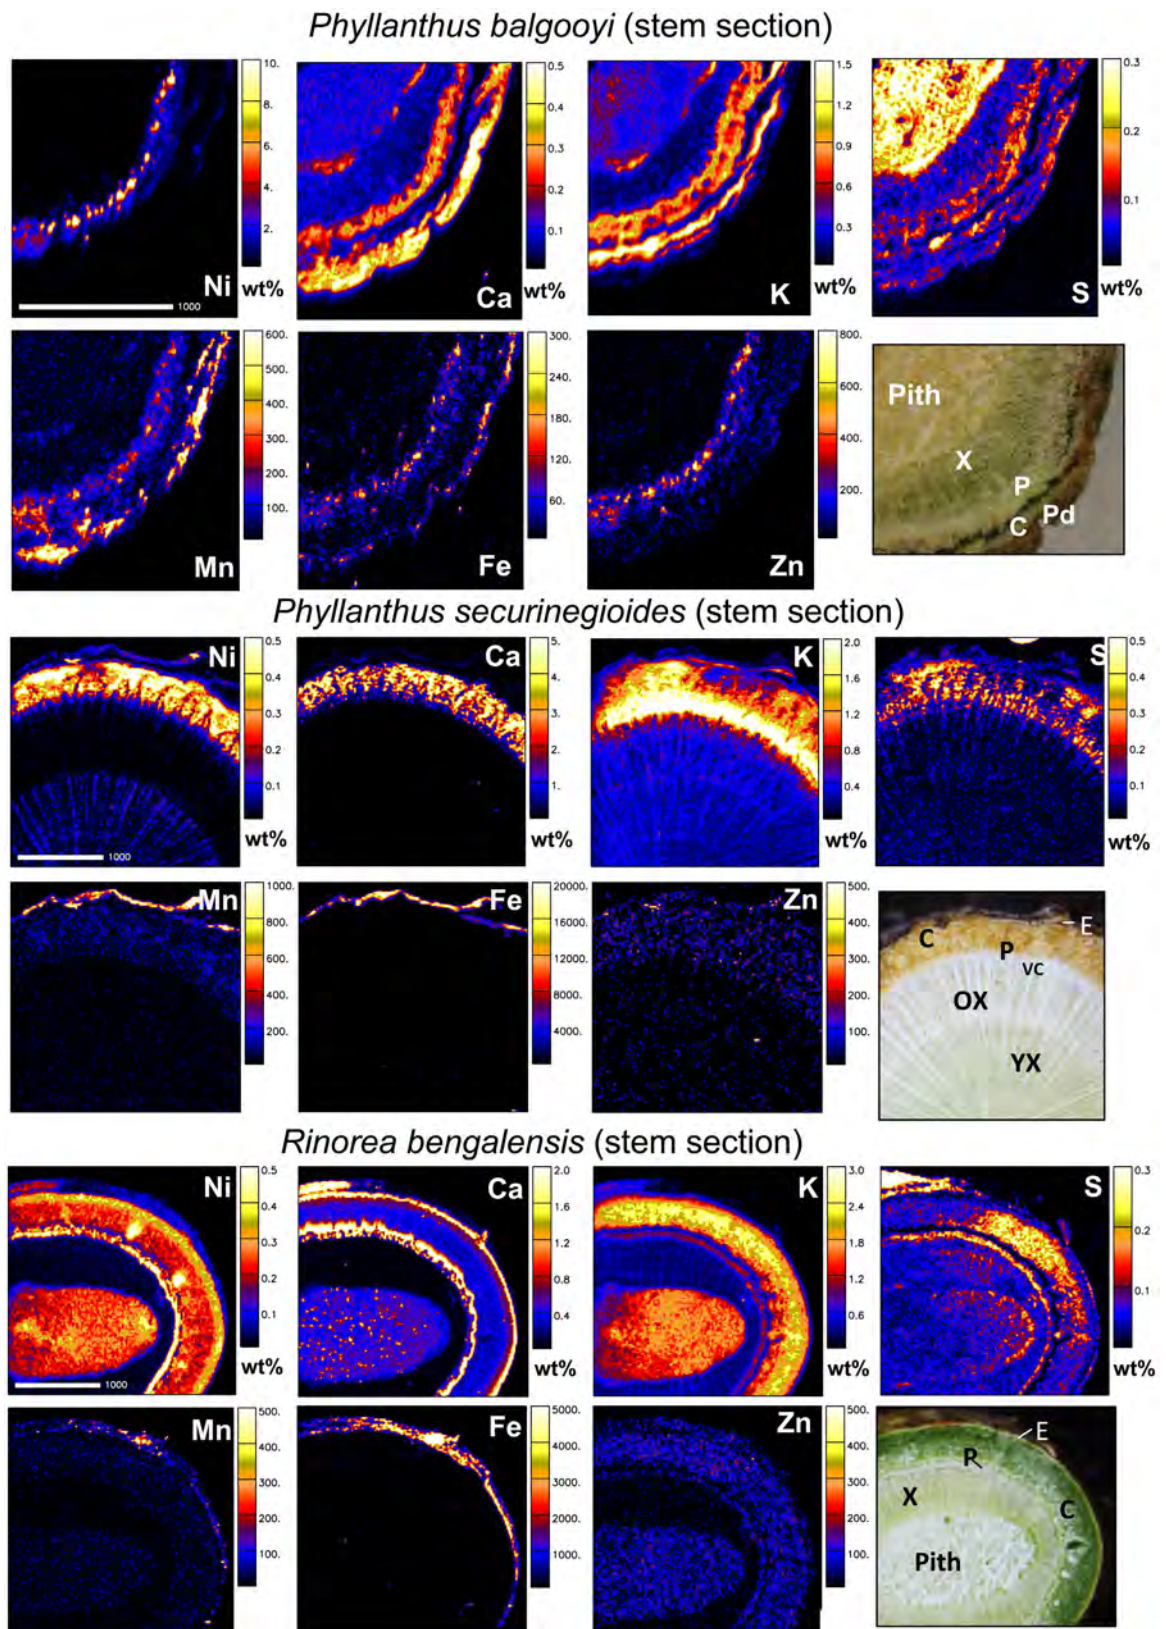 Phyllanthus balgooyi (stem section)
10.
8.
6.
4.
2.
Ni
wt%
1000
0.5
0.4
0.3
0.2
0.1
Ca
wt%
1.5
1.2
0.9
0.6
0.3
K
wt%
0.3
0.2
0.1
S
wt%
600.
500.
400.
300.
200.
100.
Mn
300.
240.
180.
120.
60.
Fe
800.
600.
400.
200.
Zn
Pith
X
P
C
Pd
Phyllanthus securinegioides (stem section)
Ni
0.5
0.4
0.3
0.2
0.1
wt%
1000
Ca
5.
4.
3.
2.
1.
wt%
K
2.0
1.6
1.2
0.8
0.4
wt%
S
0.5
0.4
0.3
0.2
0.1
wt%
Mn
1000.
800.
600.
400.
200.
Fe
20000.
16000.
12000.
8000.
4000.
Zn
500.
400.
300.
200.
100.
E
C
P
VC
OX
YX
Rinorea bengalensis (stem section)
Ni
0.5
0.4
0.3
0.2
0.1
wt%
1000
Ca
2.0
1.6
1.2
0.8
0.4
wt%
K
3.0
2.4
1.8
1.2
0.6
wt%
S
0.3
0.2
0.1
wt%
Mn
500.
400.
300.
200.
100.
Fe
5000.
4000.
3000.
2000.
1000.
Zn
500.
400.
300.
200.
100.
E
P
X
C
Pith